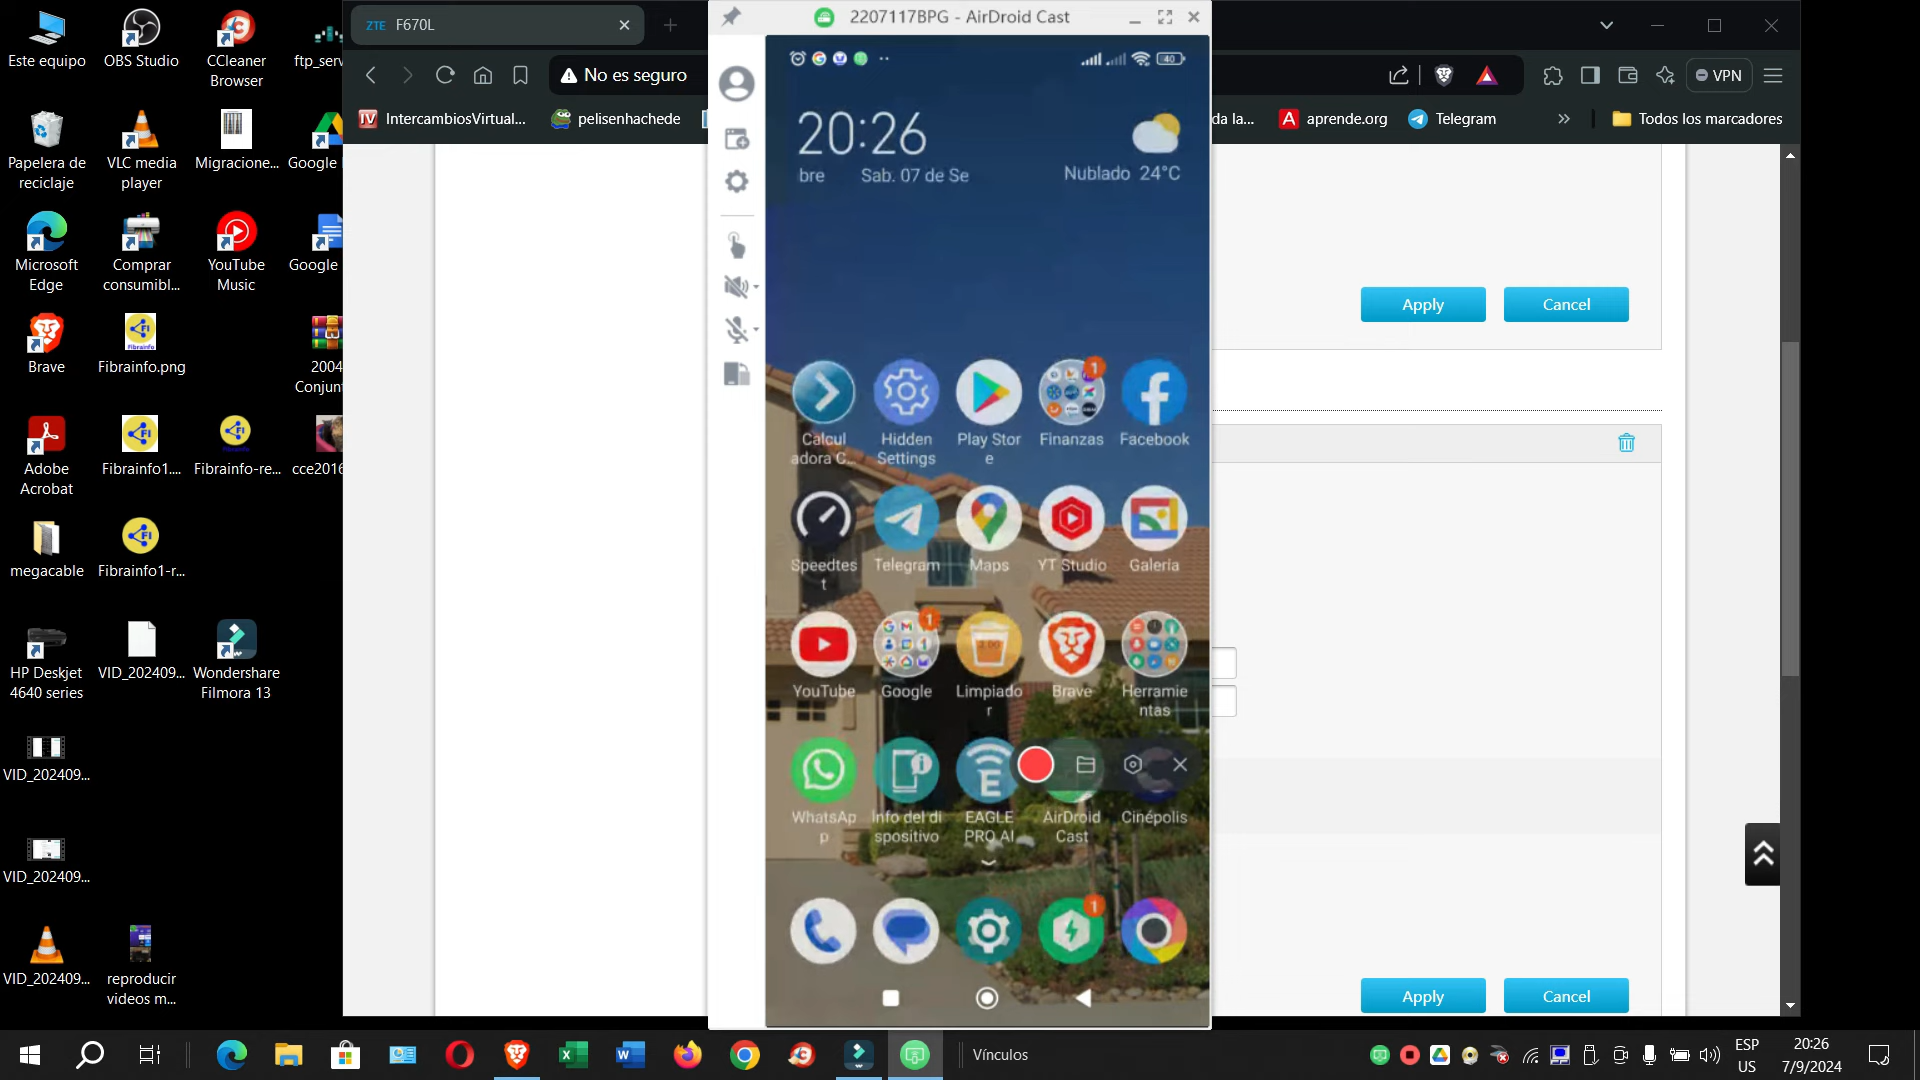 Este equipo
OBS Studio
CCleaner
Browser
ftp_serv
Papelera de
reciclaje
VLC media
player
Migracione...
Google
Microsoft
Edge
Comprar
consumibl...
YouTube
Music
Google
Brave
Fibrainfo.png
2004
Conjunt
Adobe
Acrobat
Fibrainfo1....
Fibrainfo-re...
cce2016
megacable
Fibrainfo1-r...
HP Deskjet
4640 series
VID_202409...
Wondershare
Filmora 13
VID_202409...
VID_202409...
VID_202409...
reproducir
videos m...
ZTE F670L
No es seguro
VPN
IntercambiosVirtual...
pelisenhachede
da la...
aprende.org
Telegram
Todos los marcadores
2207117BPG - AirDroid Cast
40
20:26
bre Sab. 07 de Se
Nublado 24°C
Calcul
adora C...
Hidden
Settings
Play Stor
e
Finanzas
1
Facebook
Speedtes
t
Telegram
Maps
YT Studio
Galería
YouTube
Google
1
Limpiado
r
Brave
Herramie
ntas
WhatsAp
p
Info del di
spositivo
EAGLE
PRO AI
AirDroid
Cast
Cinépolis
1
Apply
Cancel
Apply
Cancel
Vínculos
ESP
US
20:26
7/9/2024